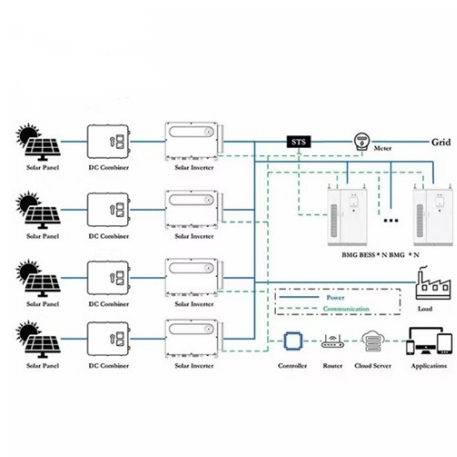 STS
Meter
Grid
Solar Panel
DC Combiner
Solar Inverter
Solar Panel
DC Combiner
Solar Inverter
BMG BESS * N BMG * N
Solar Panel
DC Combiner
Solar Inverter
Power
Communication
Load
Solar Panel
DC Combiner
Solar Inverter
Controller
Router
Cloud Server
Applications